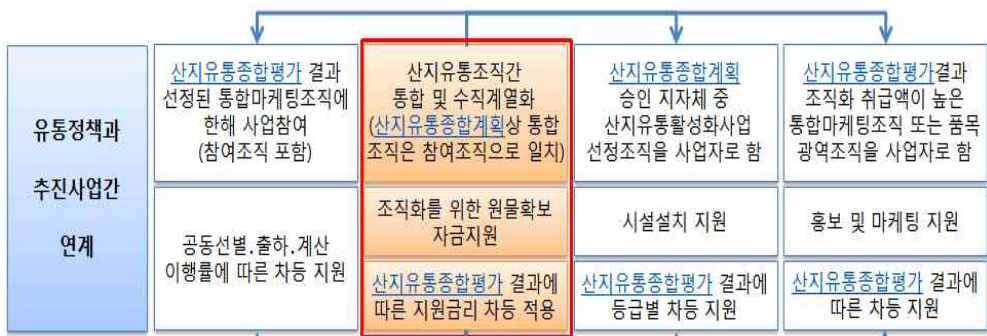 유통정책과
추진사업간
연계
산지유통종합평가 결과
선정된 통합마케팅조직에
한해 사업참여
(참여조직 포함)
공동선별.출하.계산
이행률에 따른 차등 지원
산지유통조직간
통합 및 수직계열화
(산지유통종합계획상 통합
조직은 참여조직으로 일치)
조직화를 위한 원물확보
자금지원
산지유통종합평가 결과에
따른 지원금리 차등 적용
산지유통종합계획
승인 지자체 중
산지유통활성화사업
선정조직을 사업자로 함
시설설치 지원
산지유통종합평가 결과에
등급별 차등 지원
산지유통종합평가결과
조직화 취급액이 높은
통합마케팅조직 또는 품목
광역조직을 사업자로 함
홍보 및 마케팅 지원
산지유통종합평가 결과에
따른 차등 지원